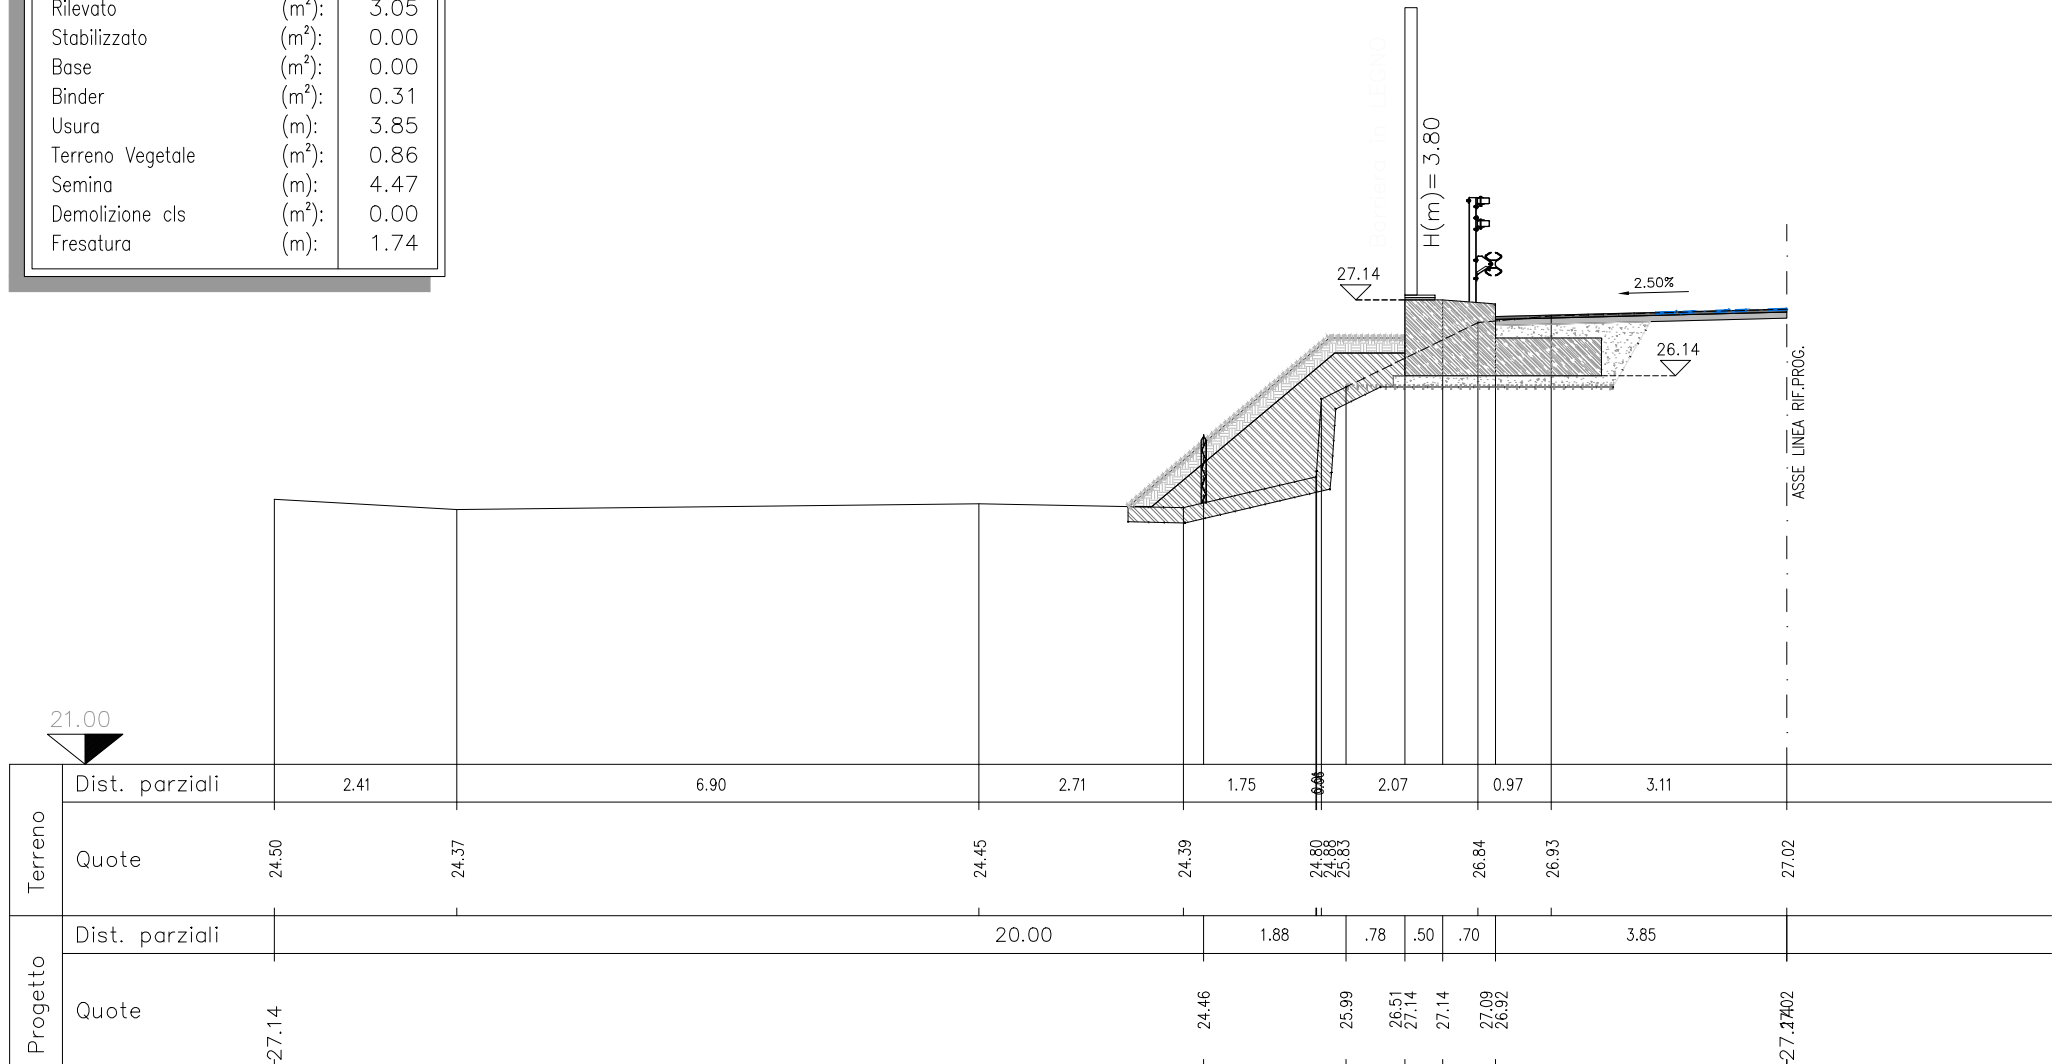 Rilevato (m²): 3.05
Stabilizzato (m²): 0.00
Base (m²): 0.00
Binder (m²): 0.31
Usura (m): 3.85
Terreno Vegetale (m²): 0.86
Semina (m): 4.47
Demolizione cls (m²): 0.00
Fresatura (m): 1.74
H(m)= 3.80
27.14
2.50%
26.14
ASSE LINEA RIF.PROG.
21.00
Terreno
Dist. parziali 2.41 6.90 2.71 1.75 2.07 0.97 3.11
Quote 24.50 24.37 24.45 24.39 24.80 24.88 25.83 26.84 26.93 27.02
Progetto
Dist. parziali 20.00 1.88 .78 .50 .70 3.85
Quote 27.14 24.46 25.99 26.51 27.14 27.14 27.09 26.92